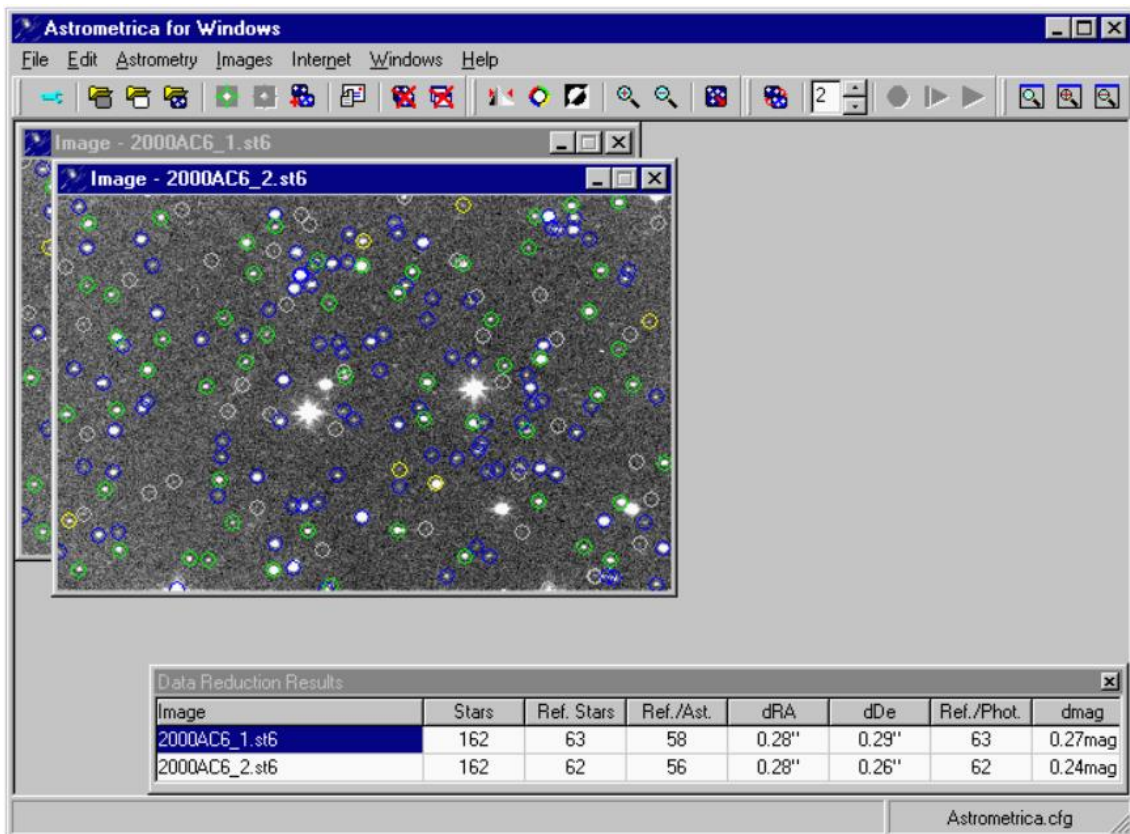 Astrometrica for Windows
File Edit Astrometry Images Internet Windows Help
2
Image - 2000AC6_1.st6
Image - 2000AC6_2.st6
Data Reduction Results
Image Stars Ref. Stars Ref./Ast. dRA dDe Ref./Phot. dmag
2000AC6_1.st6 162 63 58 0.28'' 0.29'' 63 0.27mag
2000AC6_2.st6 162 62 56 0.28'' 0.26'' 62 0.24mag
Astrometrica.cfg